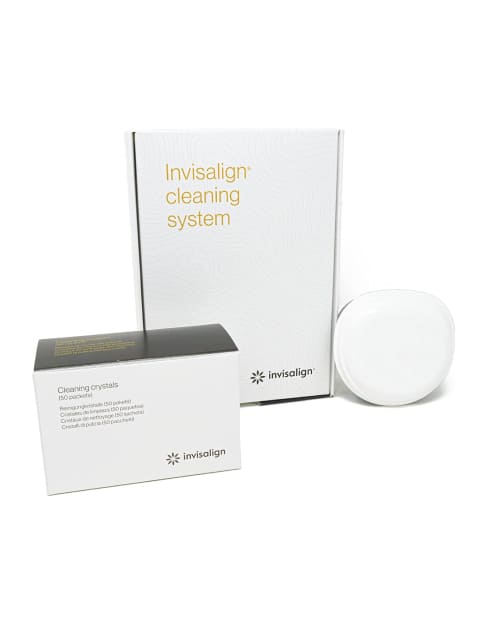 Invisalign®
cleaning
system
invisalign®
Cleaning crystals
(50 packets)
Reinigungskristalle (50 pakete)
Cristales de limpieza (50 paquetes)
Cristaux de nettoyage (50 sachets)
Cristalli di pulizia (50 pacchetti)
invisalign